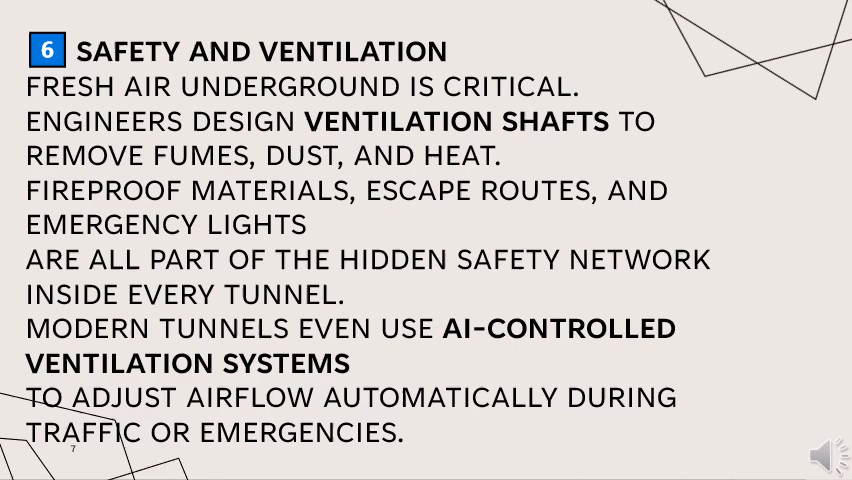 6 SAFETY AND VENTILATION
FRESH AIR UNDERGROUND IS CRITICAL.
ENGINEERS DESIGN VENTILATION SHAFTS TO
REMOVE FUMES, DUST, AND HEAT.
FIREPROOF MATERIALS, ESCAPE ROUTES, AND
EMERGENCY LIGHTS
ARE ALL PART OF THE HIDDEN SAFETY NETWORK
INSIDE EVERY TUNNEL.
MODERN TUNNELS EVEN USE AI-CONTROLLED
VENTILATION SYSTEMS
TO ADJUST AIRFLOW AUTOMATICALLY DURING
TRAFFIC OR EMERGENCIES.
7